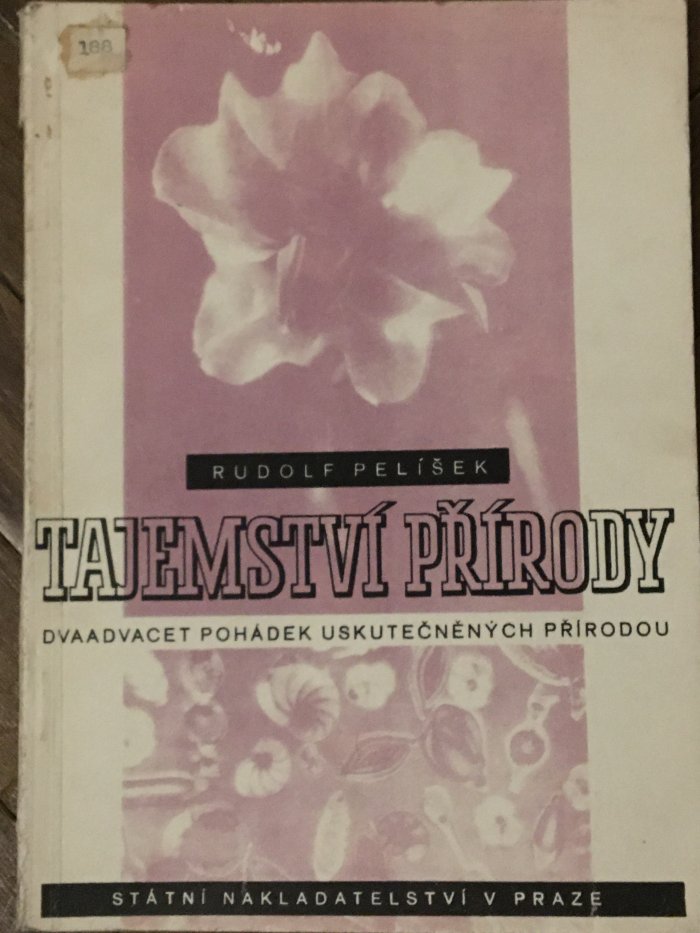 188
RUDOLF PELÍŠEK
TAJEMSTVÍ PŘÍRODY
DVAADVACET POHÁDEK USKUTEČNĚNÝCH PŘÍRODOU
STÁTNÍ NAKLADATELSTVÍ V PRAZE